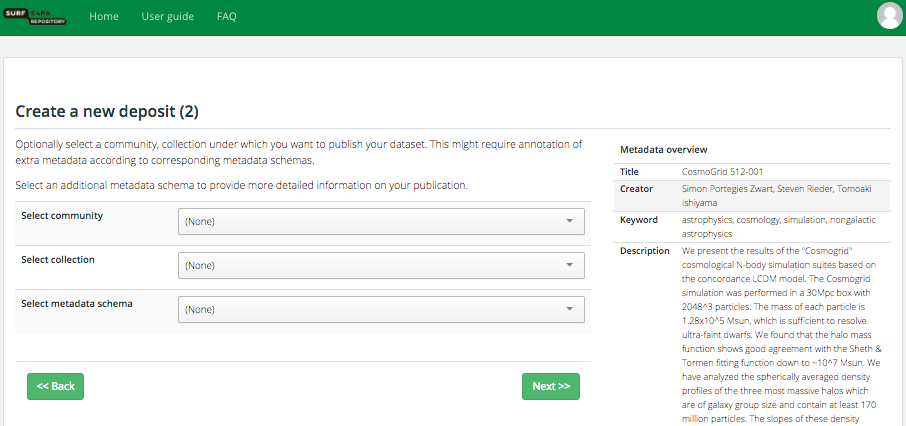 SURF SARA
REPOSITORY
Home User guide FAQ
Create a new deposit (2)
Optionally select a community, collection under which you want to publish your dataset. This might require annotation of
extra metadata according to corresponding metadata schemas.
Select an additional metadata schema to provide more detailed information on your publication.
Select community (None)
Select collection (None)
Select metadata schema (None)
<< Back Next >>
Metadata overview
Title CosmoGrid 512-001
Creator Simon Portegies Zwart, Steven Rieder, Tomoaki
Ishiyama
Keyword astrophysics, cosmology, simulation, nongalactic
astrophysics
Description We present the results of the "Cosmogrid"
cosmological N-body simulation suites based on
the concordance LCDM model. The Cosmogrid
simulation was performed in a 30Mpc box with
2048^3 particles. The mass of each particle is
1.28x10^5 Msun, which is sufficient to resolve
ultra-faint dwarfs. We found that the halo mass
function shows good agreement with the Sheth &
Tormen fitting function down to ~10^7 Msun. We
have analyzed the spherically averaged density
profiles of the three most massive halos which
are of galaxy group size and contain at least 170
million particles. The slopes of these density